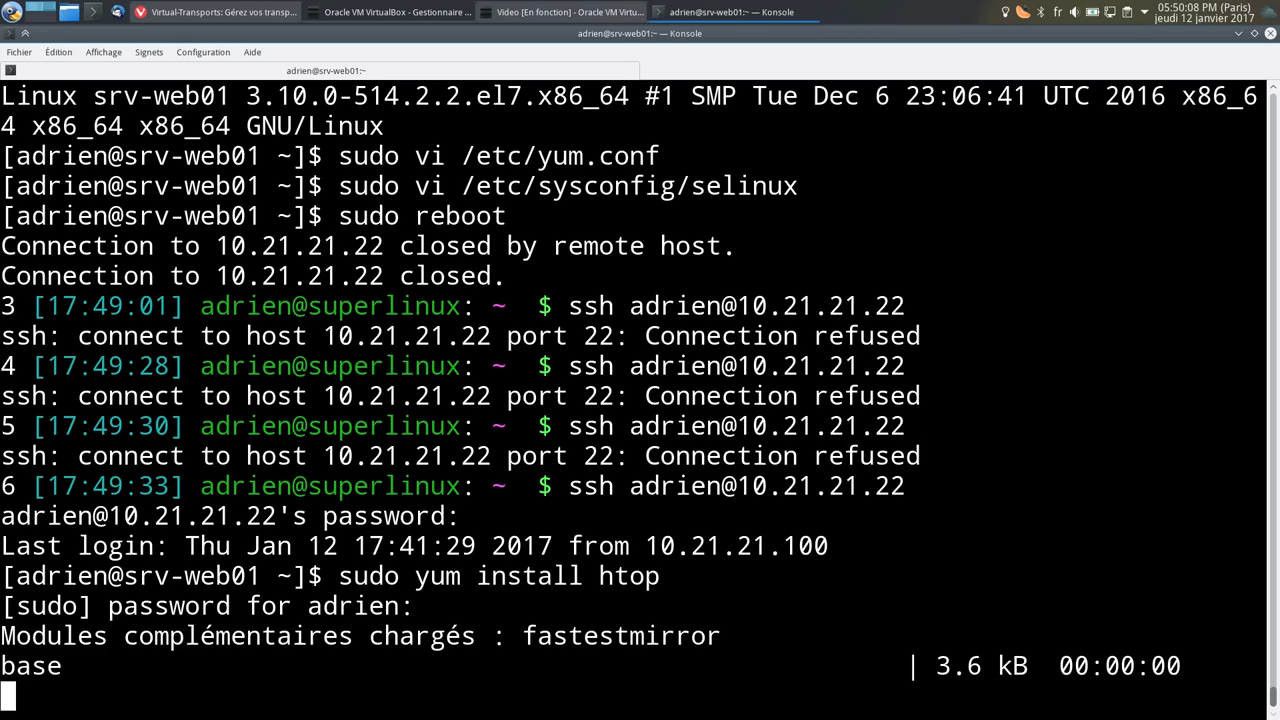 Virtual-Transports: Gérez vos transp...
Oracle VM VirtualBox - Gestionnaire ...
Video [En fonction] - Oracle VM Virtu...
adrien@srv-web01:~ — Konsole
fr
05:50:08 PM (Paris)
jeudi 12 janvier 2017
adrien@srv-web01:~ — Konsole
Fichier Édition Affichage Signets Configuration Aide
adrien@srv-web01:~
Linux srv-web01 3.10.0-514.2.2.el7.x86_64 #1 SMP Tue Dec 6 23:06:41 UTC 2016 x86_6
4 x86_64 x86_64 GNU/Linux
[adrien@srv-web01 ~]$ sudo vi /etc/yum.conf
[adrien@srv-web01 ~]$ sudo vi /etc/sysconfig/selinux
[adrien@srv-web01 ~]$ sudo reboot
Connection to 10.21.21.22 closed by remote host.
Connection to 10.21.21.22 closed.
3 [17:49:01] adrien@superlinux: ~  $ ssh adrien@10.21.21.22
ssh: connect to host 10.21.21.22 port 22: Connection refused
4 [17:49:28] adrien@superlinux: ~  $ ssh adrien@10.21.21.22
ssh: connect to host 10.21.21.22 port 22: Connection refused
5 [17:49:30] adrien@superlinux: ~  $ ssh adrien@10.21.21.22
ssh: connect to host 10.21.21.22 port 22: Connection refused
6 [17:49:33] adrien@superlinux: ~  $ ssh adrien@10.21.21.22
adrien@10.21.21.22's password:
Last login: Thu Jan 12 17:41:29 2017 from 10.21.21.100
[adrien@srv-web01 ~]$ sudo yum install htop
[sudo] password for adrien:
Modules complémentaires chargés : fastestmirror
base | 3.6 kB 00:00:00